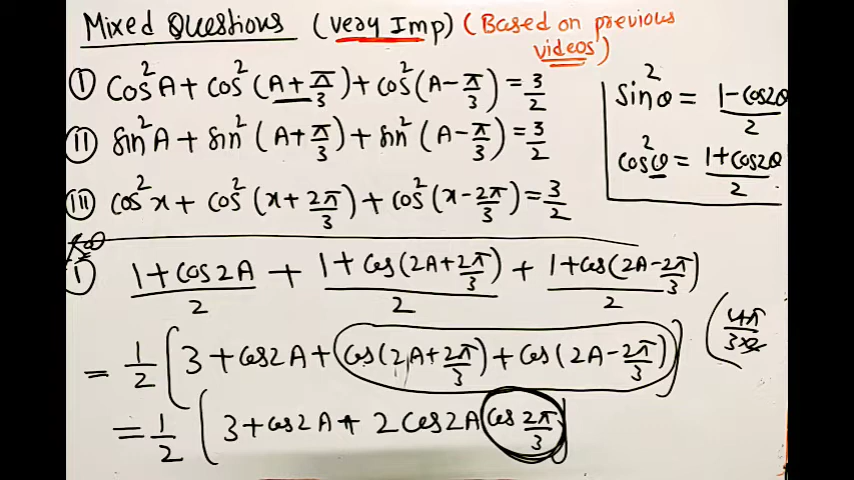 Mixed Questions (Very Imp) (Based on previous videos)
(I) Cos²A + cos²(A+π/3) + cos²(A-π/3) = 3/2
(II) sin²A + sin²(A+π/3) + sin²(A-π/3) = 3/2
(III) cos²x + cos²(x+2π/3) + cos²(x-2π/3) = 3/2
sin²θ = (1-cos2θ)/2
cos²θ = (1+cos2θ)/2
(I) (1+cos2A)/2 + (1+cos(2A+2π/3))/2 + (1+cos(2A-2π/3))/2
= 1/2 [3+cos2A+cos(2A+2π/3)+cos(2A-2π/3)]
(4π/3×2
= 1/2 [3+cos2A+ 2cos2A cos 2π/3]